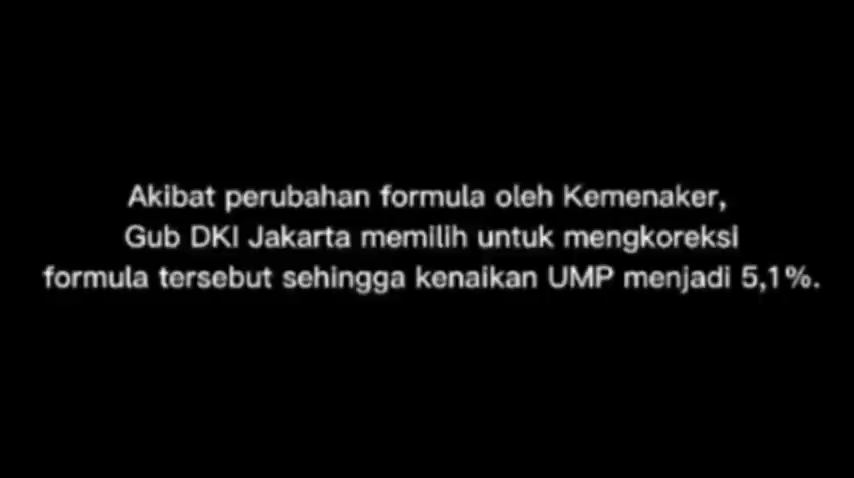 Akibat perubahan formula oleh Kemenaker,
Gub DKI Jakarta memilih untuk mengkoreksi
formula tersebut sehingga kenaikan UMP menjadi 5,1%.